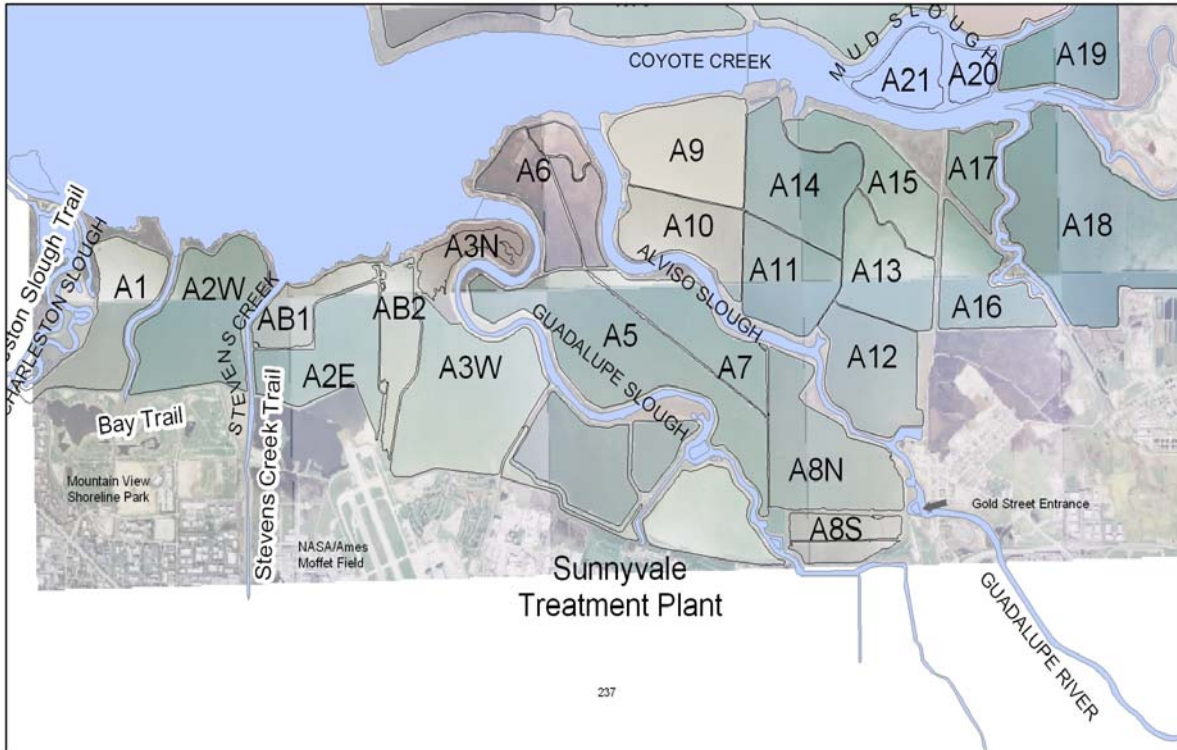 MUD SLOUGH
COYOTE CREEK
A21
A20
A19
A9
A6
A14
A15
A17
A10
A18
A3N
A1
A2W
ALVISO SLOUGH
A11
A13
A16
AB1
AB2
CHARLESTON SLOUGH
Slough Trail
STEVENS CREEK
GUADALUPE SLOUGH
A5
A7
A12
A2E
A3W
Bay Trail
Stevens Creek Trail
Mountain View
Shoreline Park
A8N
Gold Street Entrance
A8S
NASA/Ames
Moffet Field
Sunnyvale
Treatment Plant
GUADALUPE RIVER
237